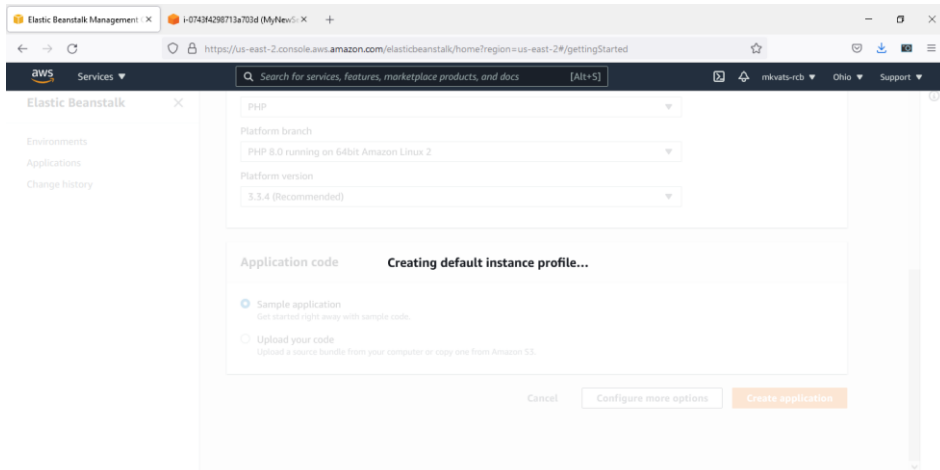 Elastic Beanstalk Management C
i-0743f4298713a703d (MyNewSe
https://us-east-2.console.aws.amazon.com/elasticbeanstalk/home?region=us-east-2#/gettingStarted
aws Services ▼ Search for services, features, marketplace products, and docs [Alt+S] mkvats-rcb ▼ Ohio ▼ Support ▼
Elastic Beanstalk
Environments
Applications
Change history
PHP
Platform branch
PHP 8.0 running on 64bit Amazon Linux 2
Platform version
3.3.4 (Recommended)
Application code
Creating default instance profile...
Sample application
Get started right away with sample code.
Upload your code
Upload a source bundle from your computer or copy one from Amazon S3.
Cancel Configure more options Create application